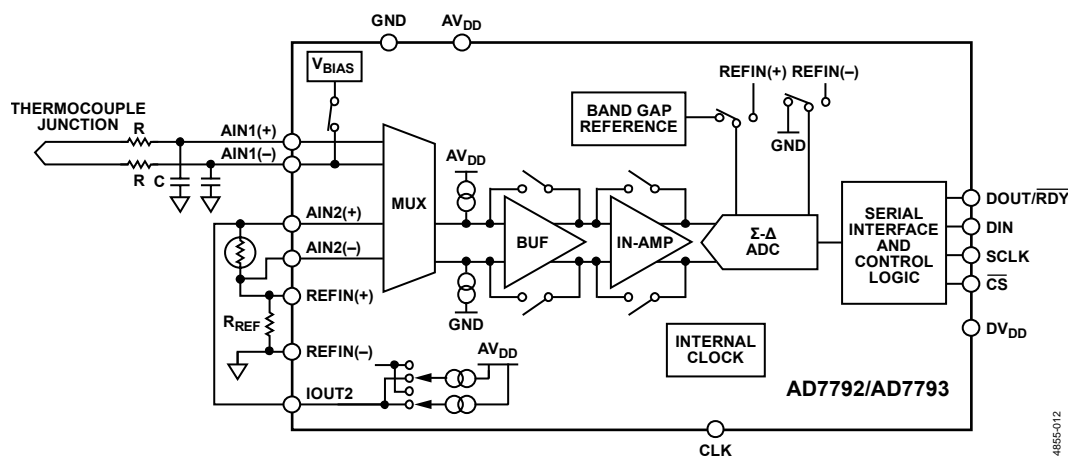 GND
AVDD
VBIAS
THERMOCOUPLE
JUNCTION
R
R
C
AIN1(+)
AIN1(–)
AIN2(+)
AIN2(–)
REFIN(+)
RREF
REFIN(–)
IOUT2
MUX
AVDD
GND
BUF
IN-AMP
BAND GAP
REFERENCE
REFIN(+)
REFIN(–)
GND
Σ-Δ
ADC
SERIAL
INTERFACE
AND
CONTROL
LOGIC
DOUT/RDY
DIN
SCLK
CS
DVDD
INTERNAL
CLOCK
AVDD
AD7792/AD7793
CLK
4855-012